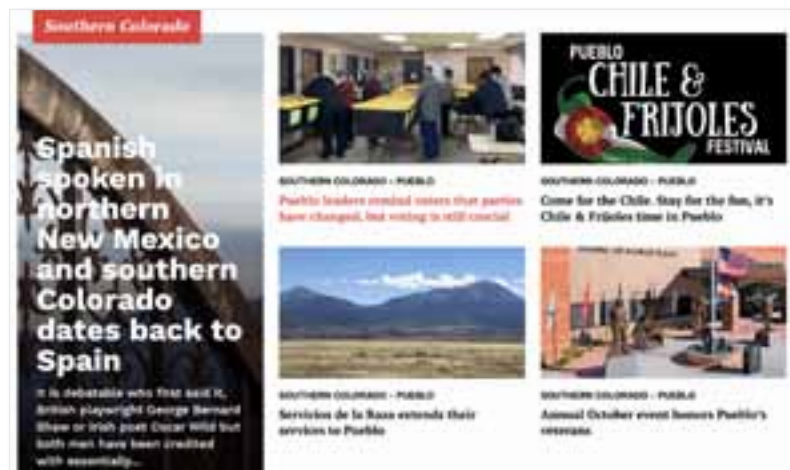 Southern Colorado
Spanish
spoken in
northern
New Mexico
and southern
Colorado
dates back to
Spain
It is debatable who first said it,
British playwright George Bernard
Shaw or Irish poet Oscar Wild but
both men have been credited
with essentially...
SOUTHERN COLORADO - PUEBLO
Pueblo leaders remind voters that parties
have changed, but voting is still crucial
PUEBLO
CHILE &
FRIJOLES
FESTIVAL
SOUTHERN COLORADO - PUEBLO
Come for the Chile. Stay for the fun, it's
Chile & Frijoles time in Pueblo
SOUTHERN COLORADO - PUEBLO
Servicios de la Raza extends their
services to Pueblo
SOUTHERN COLORADO - PUEBLO
Annual October event honors Pueblo's
veterans